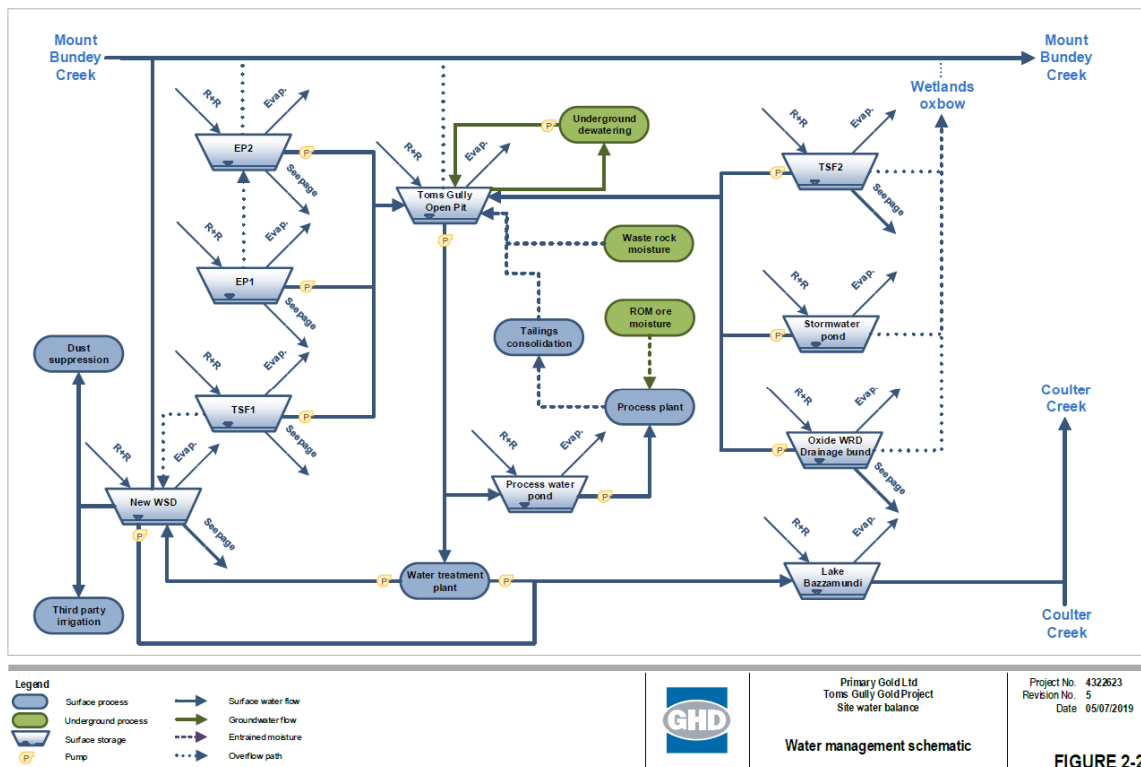 Mount
Bundey
Creek
Mount
Bundey
Creek
Wetlands
oxbow
R+R
Evap.
EP2
P
Seepage
R+R
Evap.
Toms Gully
Open Pit
P
P
Underground
dewatering
R+R
Evap.
TSF2
P
Seepage
R+R
Evap.
EP1
P
Seepage
Waste rock
moisture
ROM ore
moisture
Tailings
consolidation
Process plant
R+R
Evap.
Stormwater
pond
P
Dust
suppression
R+R
Evap.
TSF1
P
Seepage
R+R
Evap.
Oxide WRD
Drainage bund
P
Seepage
Coulter
Creek
R+R
Evap.
New WSD
P
Seepage
R+R
Evap.
Process water
pond
P
Third party
irrigation
P
Water treatment
plant
P
R+R
Evap.
Lake
Bazzamundi
Coulter
Creek
Legend
Surface process
Underground process
Surface storage
P
Pump
Surface water flow
Groundwater flow
Entrained moisture
Overflow path
GHD
Primary Gold Ltd
Toms Gully Gold Project
Site water balance
Water management schematic
Project No. 4322623
Revision No. 5
Date 05/07/2019
FIGURE 2-2